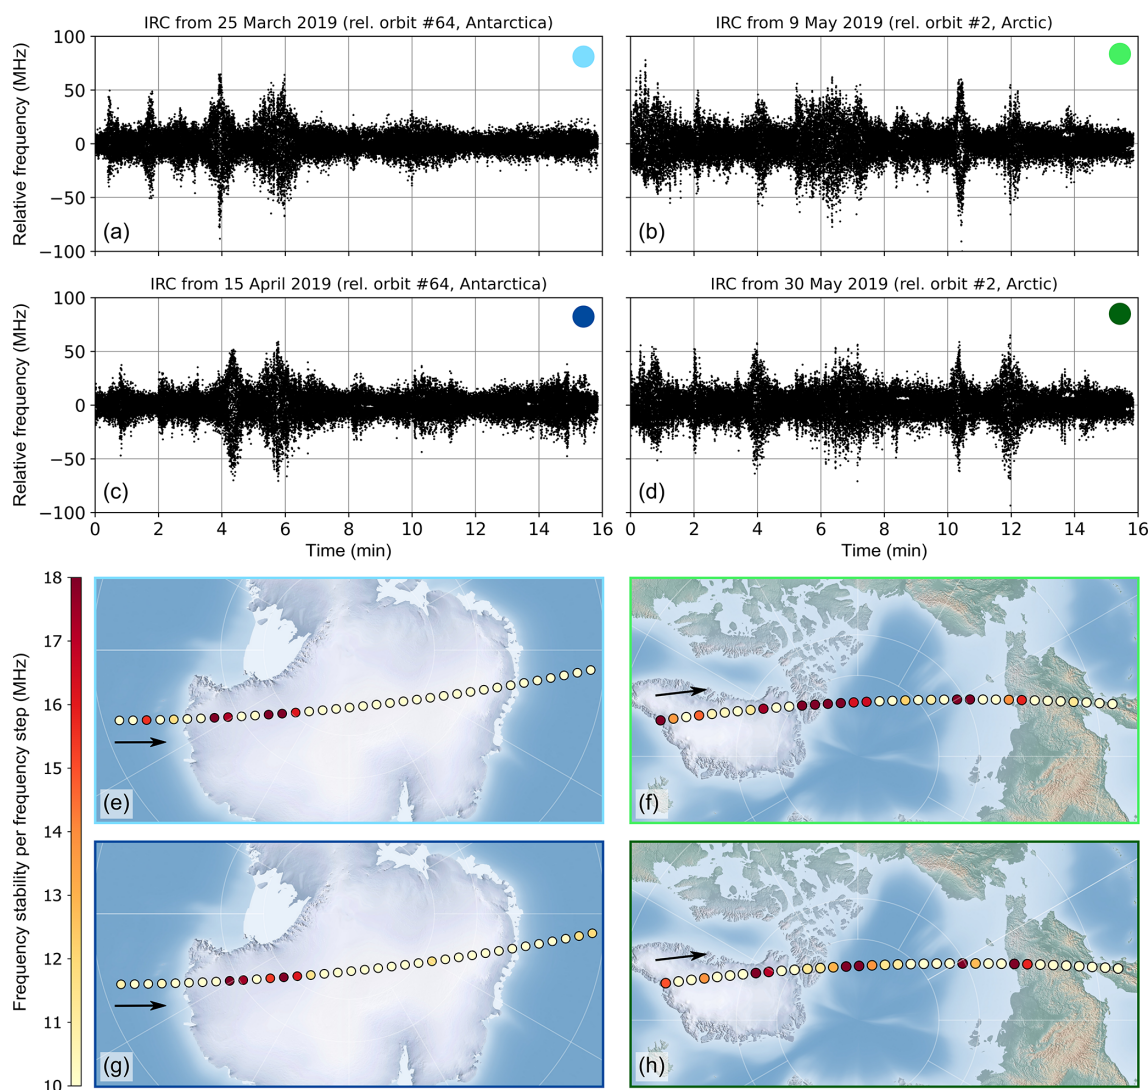 IRC from 25 March 2019 (rel. orbit #64, Antarctica)
IRC from 9 May 2019 (rel. orbit #2, Arctic)
Relative frequency (MHz)
100
50
0
−50
−100
(a)
(b)
IRC from 15 April 2019 (rel. orbit #64, Antarctica)
IRC from 30 May 2019 (rel. orbit #2, Arctic)
Relative frequency (MHz)
100
50
0
−50
−100
(c)
(d)
0 2 4 6 8 10 12 14 16
0 2 4 6 8 10 12 14 16
Time (min)
Time (min)
Frequency stability per frequency step (MHz)
18
17
16
15
14
13
12
11
10
(e)
(f)
(g)
(h)